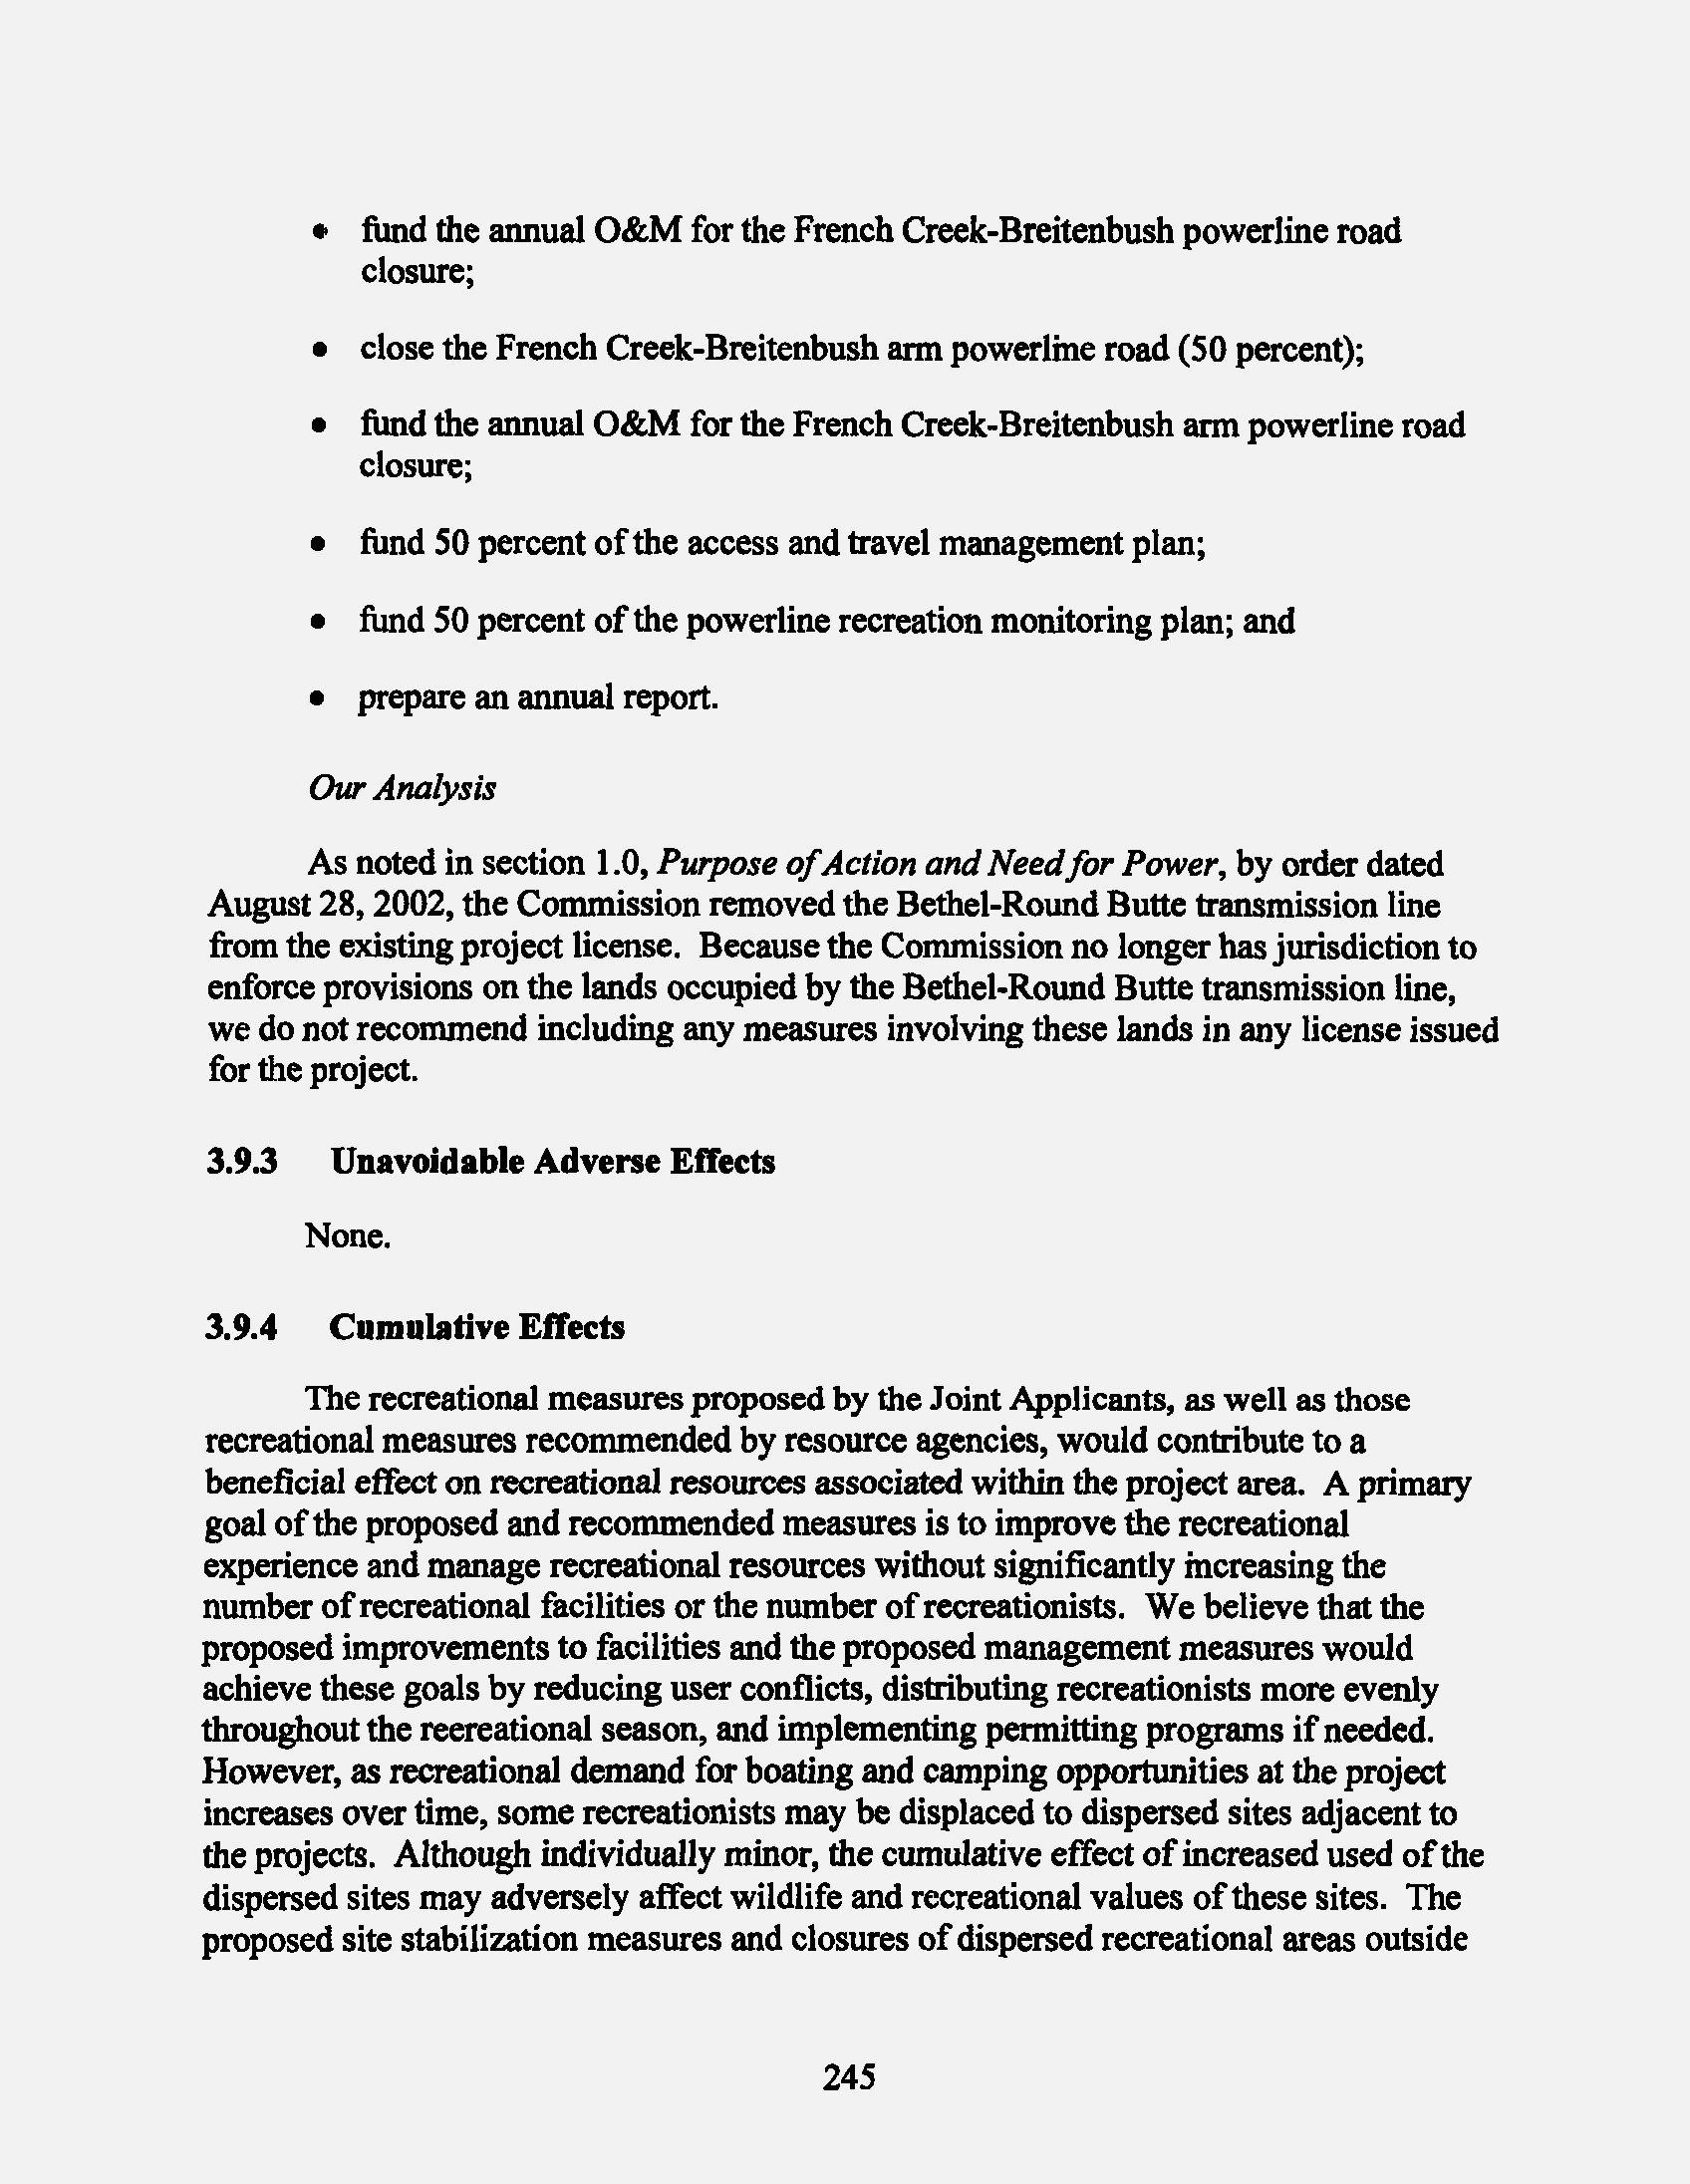 • fund the annual O&M for the French Creek-Breitenbush powerline road
closure;
• close the French Creek-Breitenbush arm powerline road (50 percent);
• fund the annual O&M for the French Creek-Breitenbush arm powerline road
closure;
• fund 50 percent of the access and travel management plan;
• fund 50 percent of the powerline recreation monitoring plan; and
• prepare an annual report.
Our Analysis
As noted in section 1.0, Purpose of Action and Need for Power, by order dated
August 28, 2002, the Commission removed the Bethel-Round Butte transmission line
from the existing project license. Because the Commission no longer has jurisdiction to
enforce provisions on the lands occupied by the Bethel-Round Butte transmission line,
we do not recommend including any measures involving these lands in any license issued
for the project.
3.9.3 Unavoidable Adverse Effects
None.
3.9.4 Cumulative Effects
The recreational measures proposed by the Joint Applicants, as well as those
recreational measures recommended by resource agencies, would contribute to a
beneficial effect on recreational resources associated within the project area. A primary
goal of the proposed and recommended measures is to improve the recreational
experience and manage recreational resources without significantly increasing the
number of recreational facilities or the number of recreationists. We believe that the
proposed improvements to facilities and the proposed management measures would
achieve these goals by reducing user conflicts, distributing recreationists more evenly
throughout the reereational season, and implementing permitting programs if needed.
However, as recreational demand for boating and camping opportunities at the project
increases over time, some recreationists may be displaced to dispersed sites adjacent to
the projects. Although individually minor, the cumulative effect of increased used of the
dispersed sites may adversely affect wildlife and recreational values of these sites. The
proposed site stabilization measures and closures of dispersed recreational areas outside
245